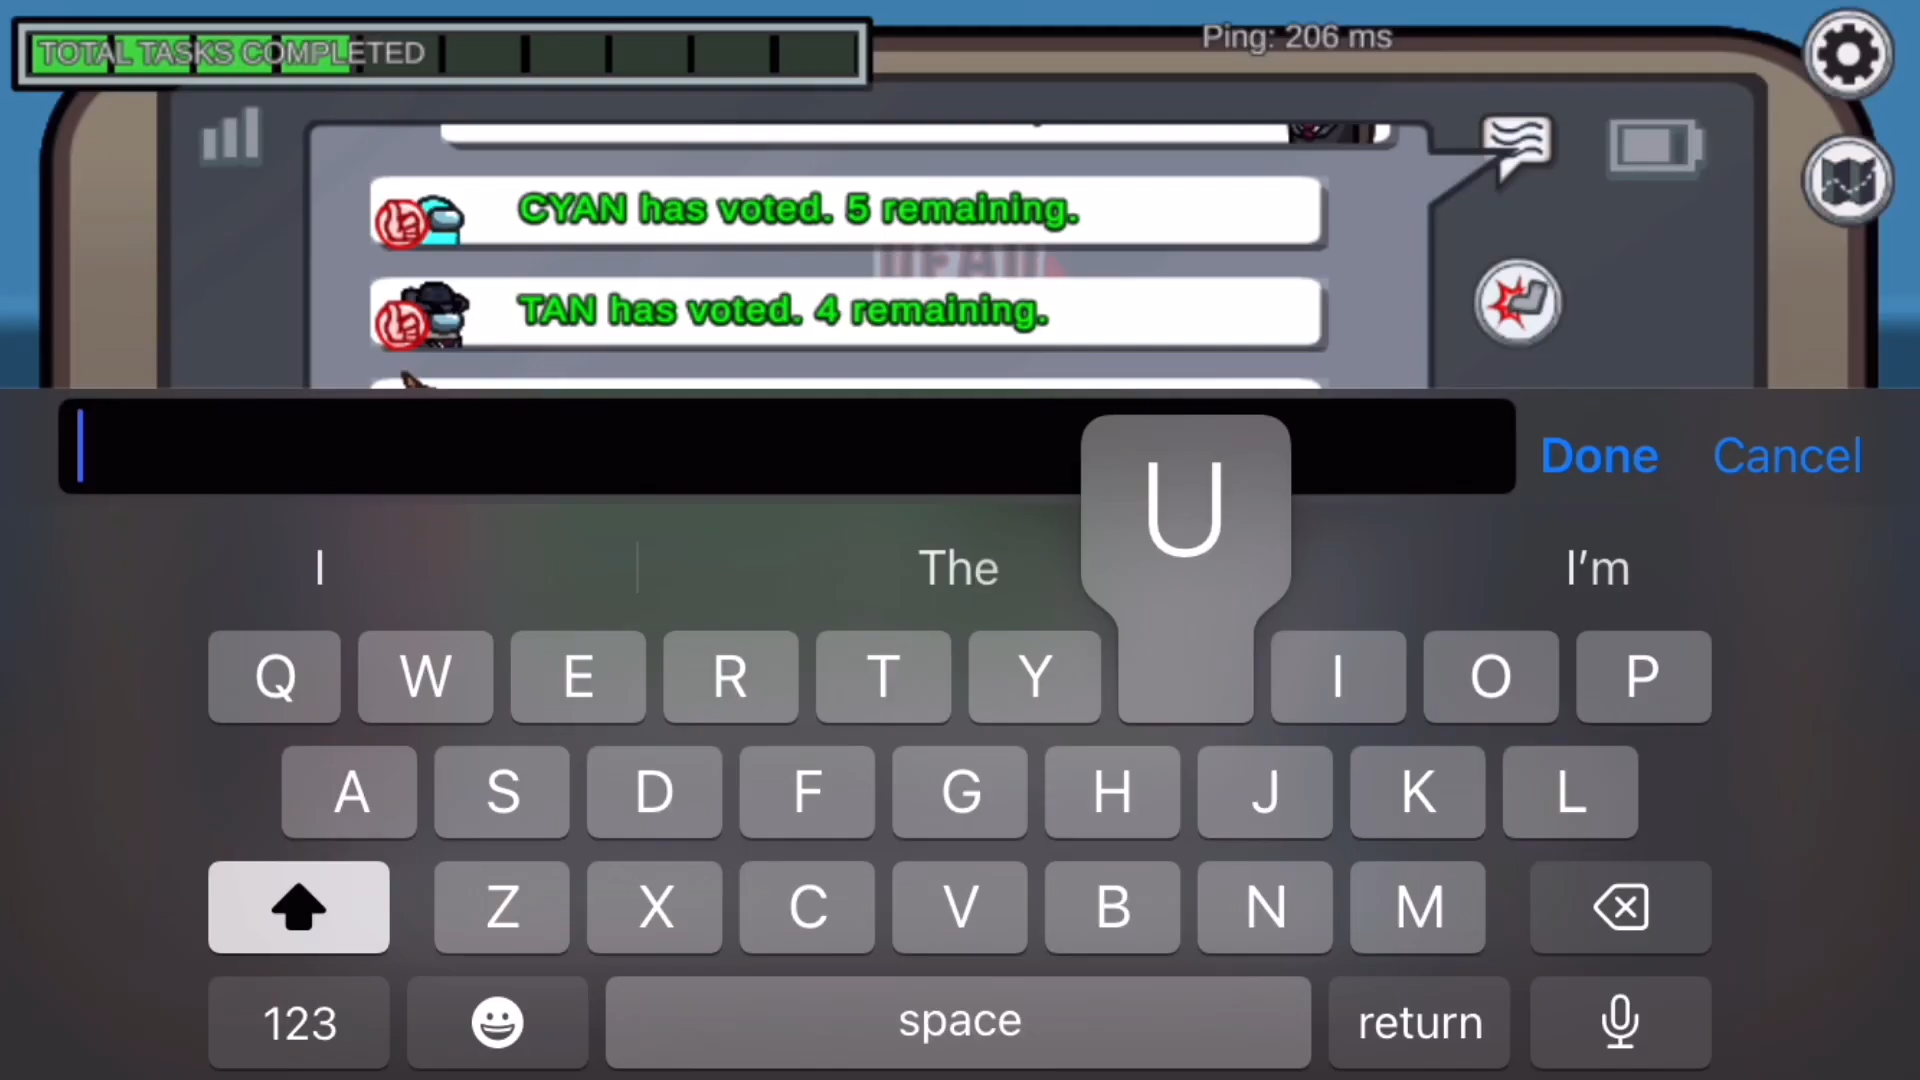 TOTAL TASKS COMPLETED
Ping: 206 ms
CYAN has voted. 5 remaining.
DEAD
TAN has voted. 4 remaining.
Done Cancel
U
I The I'm
Q W E R T Y I O P
A S D F G H J K L
Z X C V B N M
123 space return